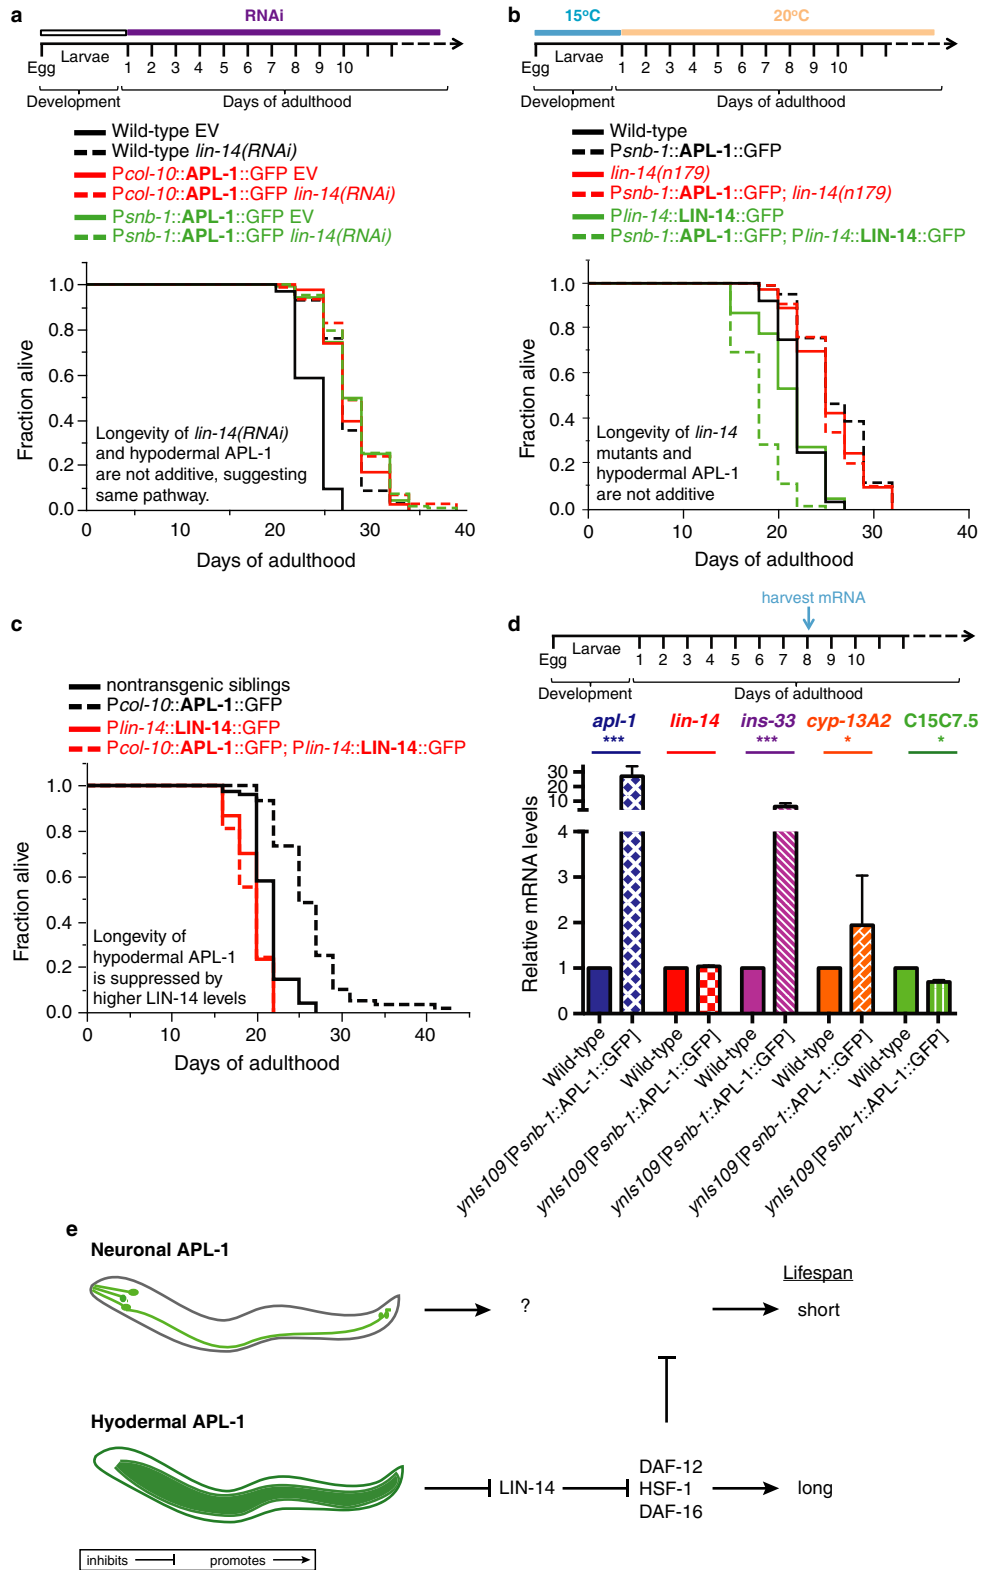 a
RNAi
Egg
Larvae
1 2 3 4 5 6 7 8 9 10
Development
Days of adulthood
Wild-type EV
Wild-type lin-14(RNAi)
Pcol-10::APL-1::GFP EV
Pcol-10::APL-1::GFP lin-14(RNAi)
Psnb-1::APL-1::GFP EV
Psnb-1::APL-1::GFP lin-14(RNAi)
Fraction alive
1.0
0.8
0.6
0.4
0.2
0.0
Longevity of lin-14(RNAi)
and hypodermal APL-1
are not additive, suggesting
same pathway.
0 10 20 30 40
Days of adulthood
b
15°C
20°C
Egg
Larvae
1 2 3 4 5 6 7 8 9 10
Development
Days of adulthood
Wild-type
Psnb-1::APL-1::GFP
lin-14(n179)
Psnb-1::APL-1::GFP; lin-14(n179)
Plin-14::LIN-14::GFP
Psnb-1::APL-1::GFP; Plin-14::LIN-14::GFP
Fraction alive
1.0
0.8
0.6
0.4
0.2
0.0
Longevity of lin-14
mutants and
hypodermal APL-1
are not additive
0 10 20 30 40
Days of adulthood
c
nontransgenic siblings
Pcol-10::APL-1::GFP
Plin-14::LIN-14::GFP
Pcol-10::APL-1::GFP; Plin-14::LIN-14::GFP
Fraction alive
1.0
0.8
0.6
0.4
0.2
0.0
Longevity of
hypodermal APL-1
is suppressed by
higher LIN-14 levels
0 10 20 30 40
Days of adulthood
d
harvest mRNA
Egg
Larvae
1 2 3 4 5 6 7 8 9 10
Development
Days of adulthood
apl-1 lin-14 ins-33 cyp-13A2 C15C7.5
*** *** * *
Relative mRNA levels
30
20
10
4
3
2
1
0
Wild-type
ynIs109 [Psnb-1::APL-1::GFP]
Wild-type
ynIs109 [Psnb-1::APL-1::GFP]
Wild-type
ynIs109 [Psnb-1::APL-1::GFP]
Wild-type
ynIs109 [Psnb-1::APL-1::GFP]
Wild-type
ynIs109 [Psnb-1::APL-1::GFP]
e
Neuronal APL-1
Lifespan
?
short
Hyodermal APL-1
LIN-14
DAF-12
HSF-1
DAF-16
long
inhibits promotes